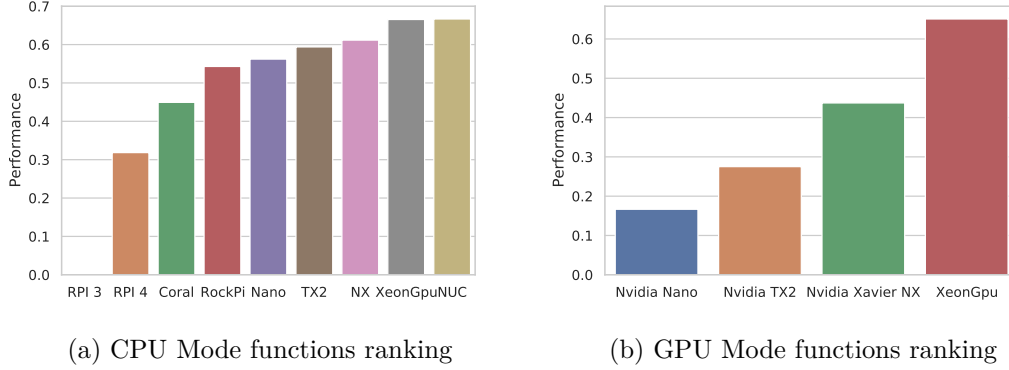 0.7
0.6
0.5
0.4
0.3
0.2
0.1
0.0
Performance
RPI 3 RPI 4 Coral RockPi Nano TX2 NX XeonGpu NUC
(a) CPU Mode functions ranking
0.6
0.5
0.4
0.3
0.2
0.1
0.0
Performance
Nvidia Nano Nvidia TX2 Nvidia Xavier NX XeonGpu
(b) GPU Mode functions ranking